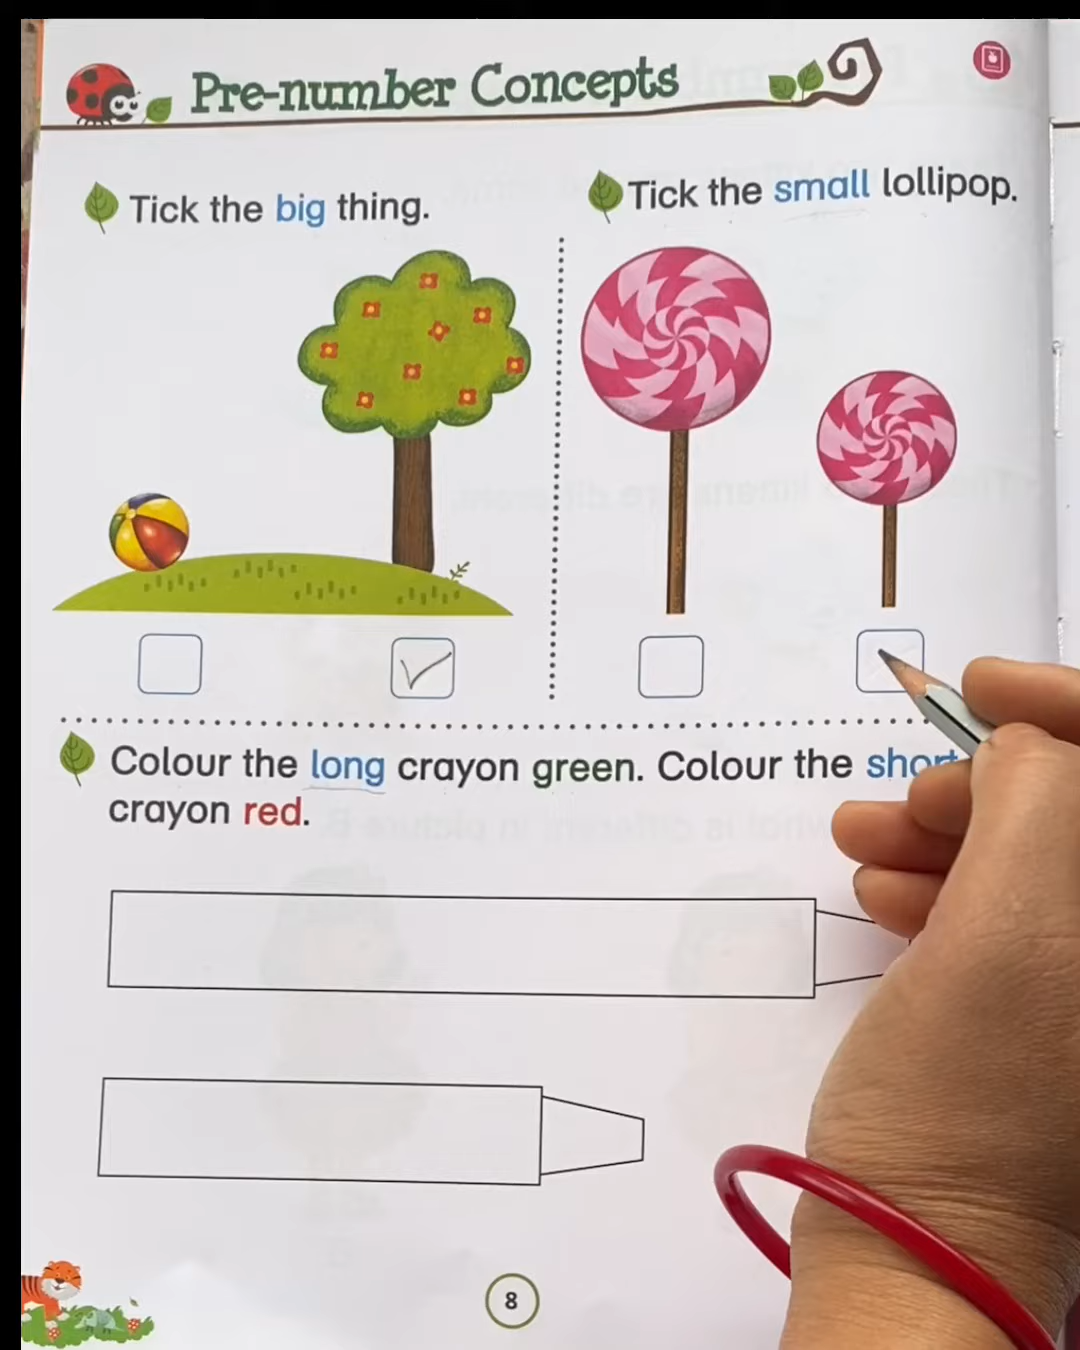 Pre-number Concepts
Tick the big thing.
Tick the small lollipop.
Colour the long crayon green. Colour the short
crayon red.
8